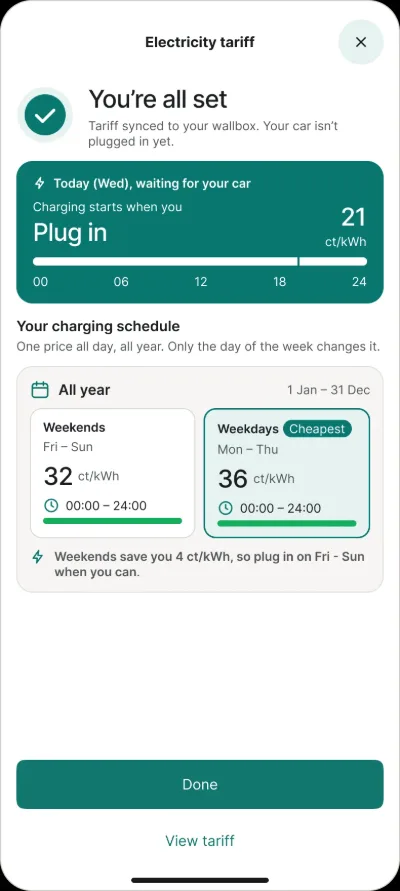 Electricity tariff
You’re all set
Tariff synced to your wallbox. Your car isn’t
plugged in yet.
Today (Wed), waiting for your car
Charging starts when you
Plug in
21
ct/kWh
00 06 12 18 24
Your charging schedule
One price all day, all year. Only the day of the week changes it.
All year
1 Jan – 31 Dec
Weekends
Fri – Sun
32 ct/kWh
00:00 – 24:00
Weekdays Cheapest
Mon – Thu
36 ct/kWh
00:00 – 24:00
Weekends save you 4 ct/kWh, so plug in on Fri - Sun
when you can.
Done
View tariff